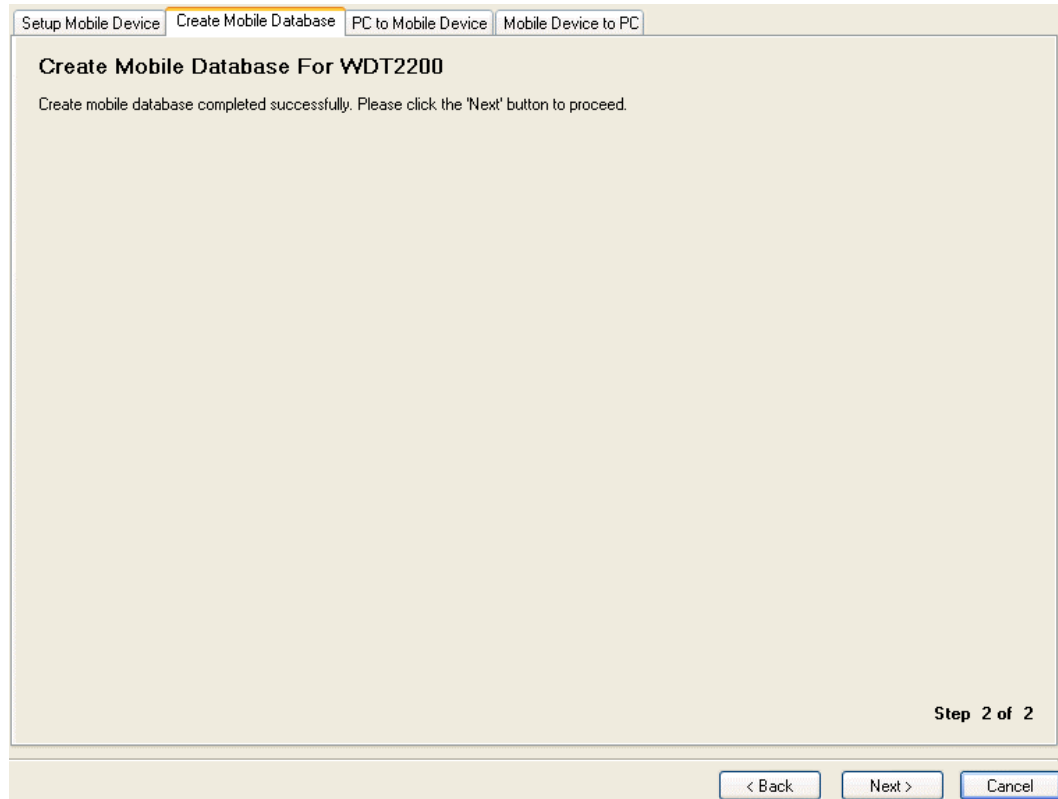 Setup Mobile Device Create Mobile Database PC to Mobile Device Mobile Device to PC
Create Mobile Database For WDT2200
Create mobile database completed successfully. Please click the 'Next' button to proceed.
Step 2 of 2
< Back Next > Cancel